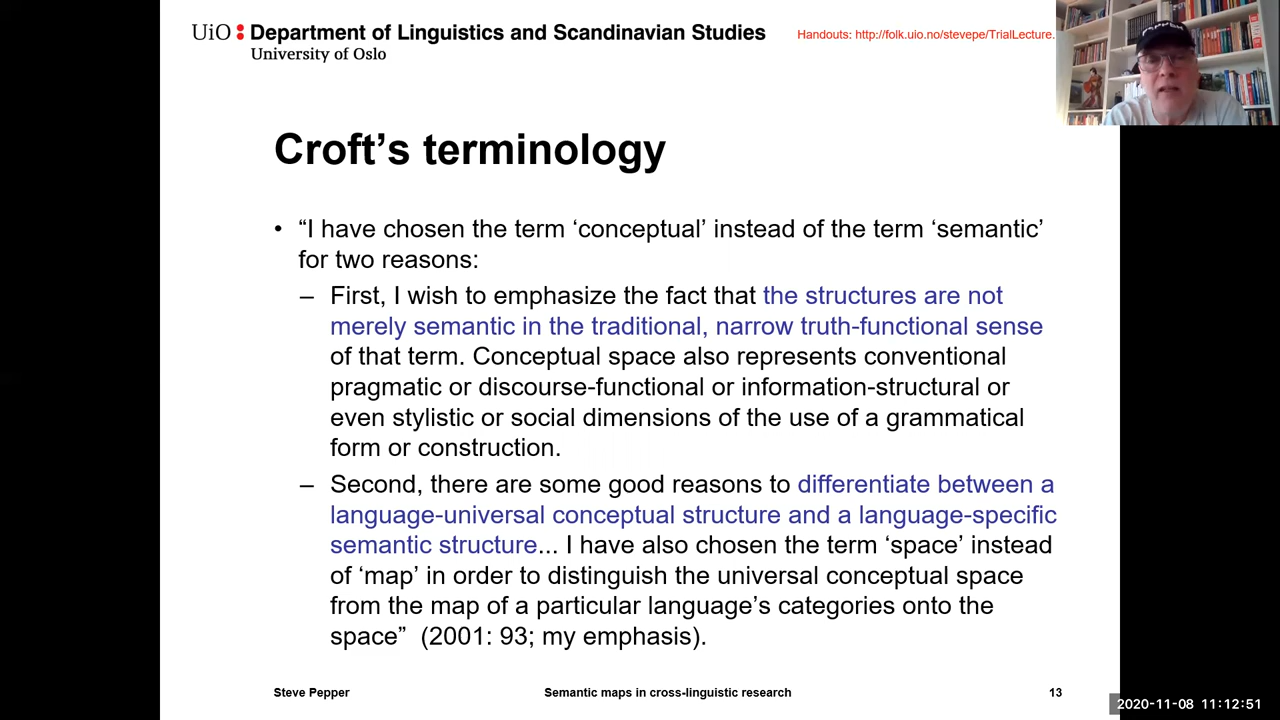 UiO : Department of Linguistics and Scandinavian Studies
University of Oslo
Handouts: http://folk.uio.no/stevepe/TrialLecture.
Croft’s terminology
• “I have chosen the term ‘conceptual’ instead of the term ‘semantic’
for two reasons:
– First, I wish to emphasize the fact that the structures are not
merely semantic in the traditional, narrow truth-functional sense
of that term. Conceptual space also represents conventional
pragmatic or discourse-functional or information-structural or
even stylistic or social dimensions of the use of a grammatical
form or construction.
– Second, there are some good reasons to differentiate between a
language-universal conceptual structure and a language-specific
semantic structure... I have also chosen the term ‘space’ instead
of ‘map’ in order to distinguish the universal conceptual space
from the map of a particular language’s categories onto the
space” (2001: 93; my emphasis).
Steve Pepper
Semantic maps in cross-linguistic research
13
2020-11-08 11:12:51